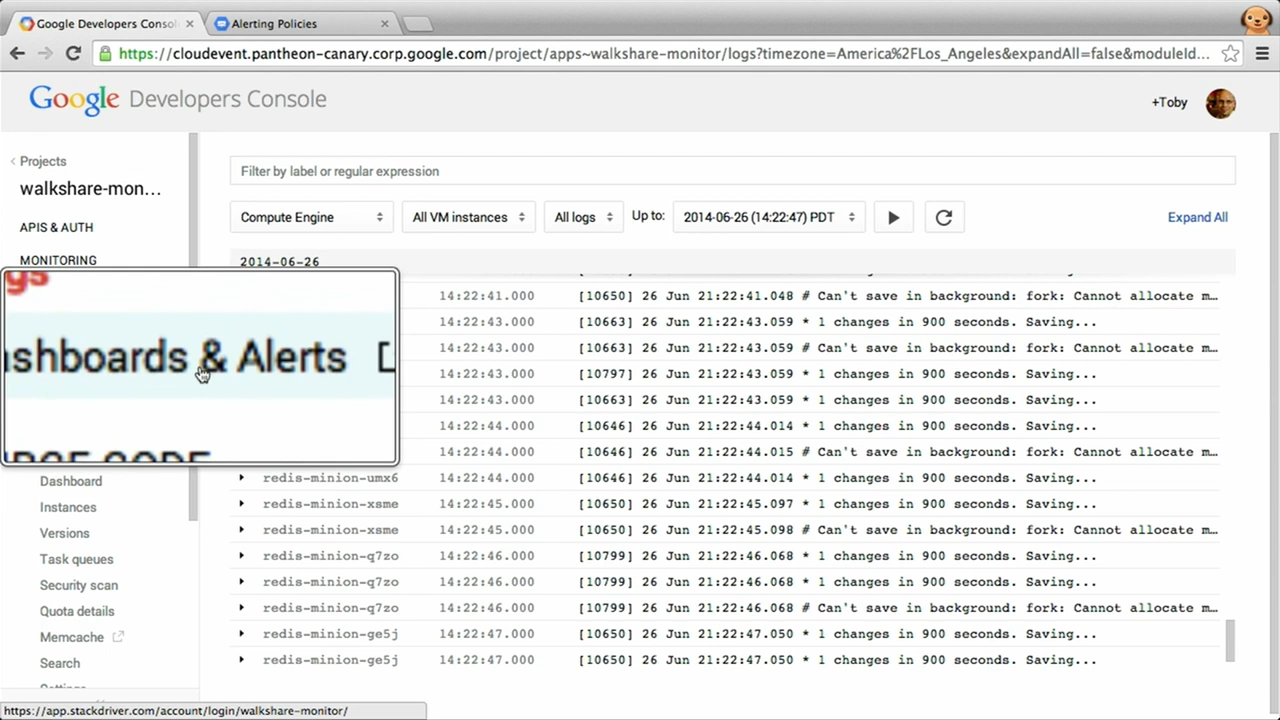 Google Developers Conso
Alerting Policies
https://cloudevent.pantheon-canary.corp.google.com/project/apps-walkshare-monitor/logs?timezone=America%2FLos_Angeles&expandAll=false&moduleId...
Google Developers Console
+Toby
Projects
walkshare-mon...
APIS & AUTH
MONITORING
gs
ashboards & Alerts
Dashboard
Instances
Versions
Task queues
Security scan
Quota details
Memcache
Search
Filter by label or regular expression
Compute Engine All VM instances All logs Up to: 2014-06-26 (14:22:47) PDT Expand All
2014-06-26
14:22:41.000 [10650] 26 Jun 21:22:41.048 # Can't save in background: fork: Cannot allocate m...
14:22:43.000 [10663] 26 Jun 21:22:43.059 * 1 changes in 900 seconds. Saving...
14:22:43.000 [10663] 26 Jun 21:22:43.059 # Can't save in background: fork: Cannot allocate m...
14:22:43.000 [10797] 26 Jun 21:22:43.059 * 1 changes in 900 seconds. Saving...
14:22:43.000 [10663] 26 Jun 21:22:43.059 * 1 changes in 900 seconds. Saving...
14:22:44.000 [10646] 26 Jun 21:22:44.014 * 1 changes in 900 seconds. Saving...
14:22:44.000 [10646] 26 Jun 21:22:44.015 # Can't save in background: fork: Cannot allocate m...
redis-minion-umx6 14:22:44.000 [10646] 26 Jun 21:22:44.014 * 1 changes in 900 seconds. Saving...
redis-minion-xsme 14:22:45.000 [10650] 26 Jun 21:22:45.097 * 1 changes in 900 seconds. Saving...
redis-minion-xsme 14:22:45.000 [10650] 26 Jun 21:22:45.098 # Can't save in background: fork: Cannot allocate m...
redis-minion-q7zo 14:22:46.000 [10799] 26 Jun 21:22:46.068 * 1 changes in 900 seconds. Saving...
redis-minion-q7zo 14:22:46.000 [10799] 26 Jun 21:22:46.068 * 1 changes in 900 seconds. Saving...
redis-minion-q7zo 14:22:46.000 [10799] 26 Jun 21:22:46.068 # Can't save in background: fork: Cannot allocate m...
redis-minion-ge5j 14:22:47.000 [10650] 26 Jun 21:22:47.050 * 1 changes in 900 seconds. Saving...
redis-minion-ge5j 14:22:47.000 [10650] 26 Jun 21:22:47.050 * 1 changes in 900 seconds. Saving...
https://app.stackdriver.com/account/login/walkshare-monitor/